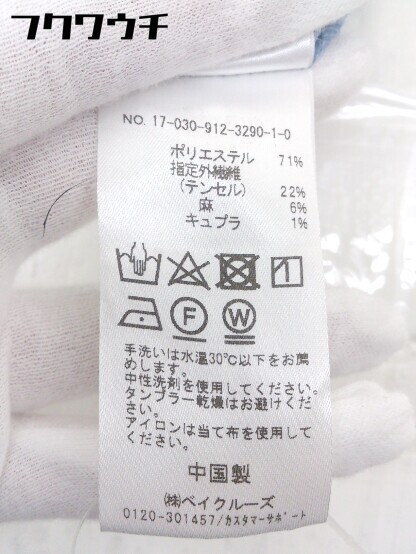 フクワウチ
NO. 17-030-912-3290-1-0
ポリエステル 71%
指定外繊維
(テンセル) 22%
麻 6%
キュプラ 1%
F W
手洗いは水温30℃以下をお薦
めします。
中性洗剤を使用してください。
タンブラー乾燥はお避けくださ
い。
アイロンは当て布を使用して
ください。
中国製
㈱ベイクルーズ
0120-301457/カスタマーサポート